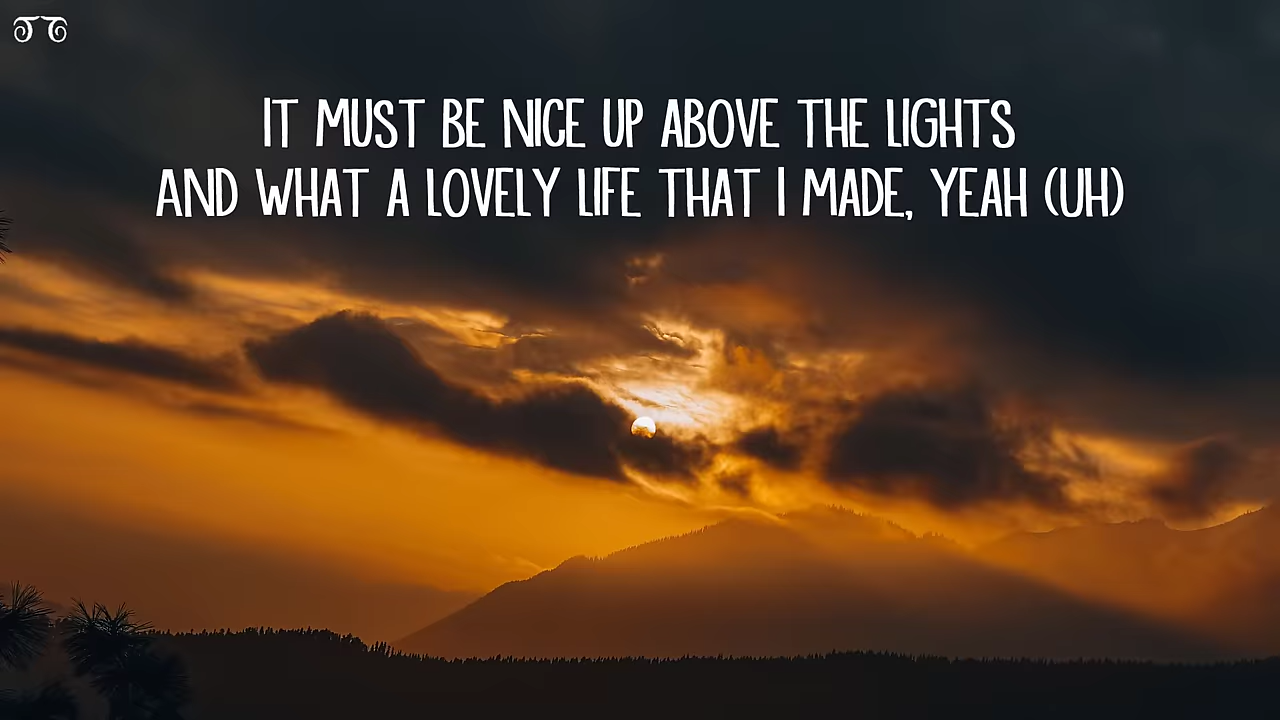 IT MUST BE NICE UP ABOVE THE LIGHTS
AND WHAT A LOVELY LIFE THAT I MADE, YEAH (UH)